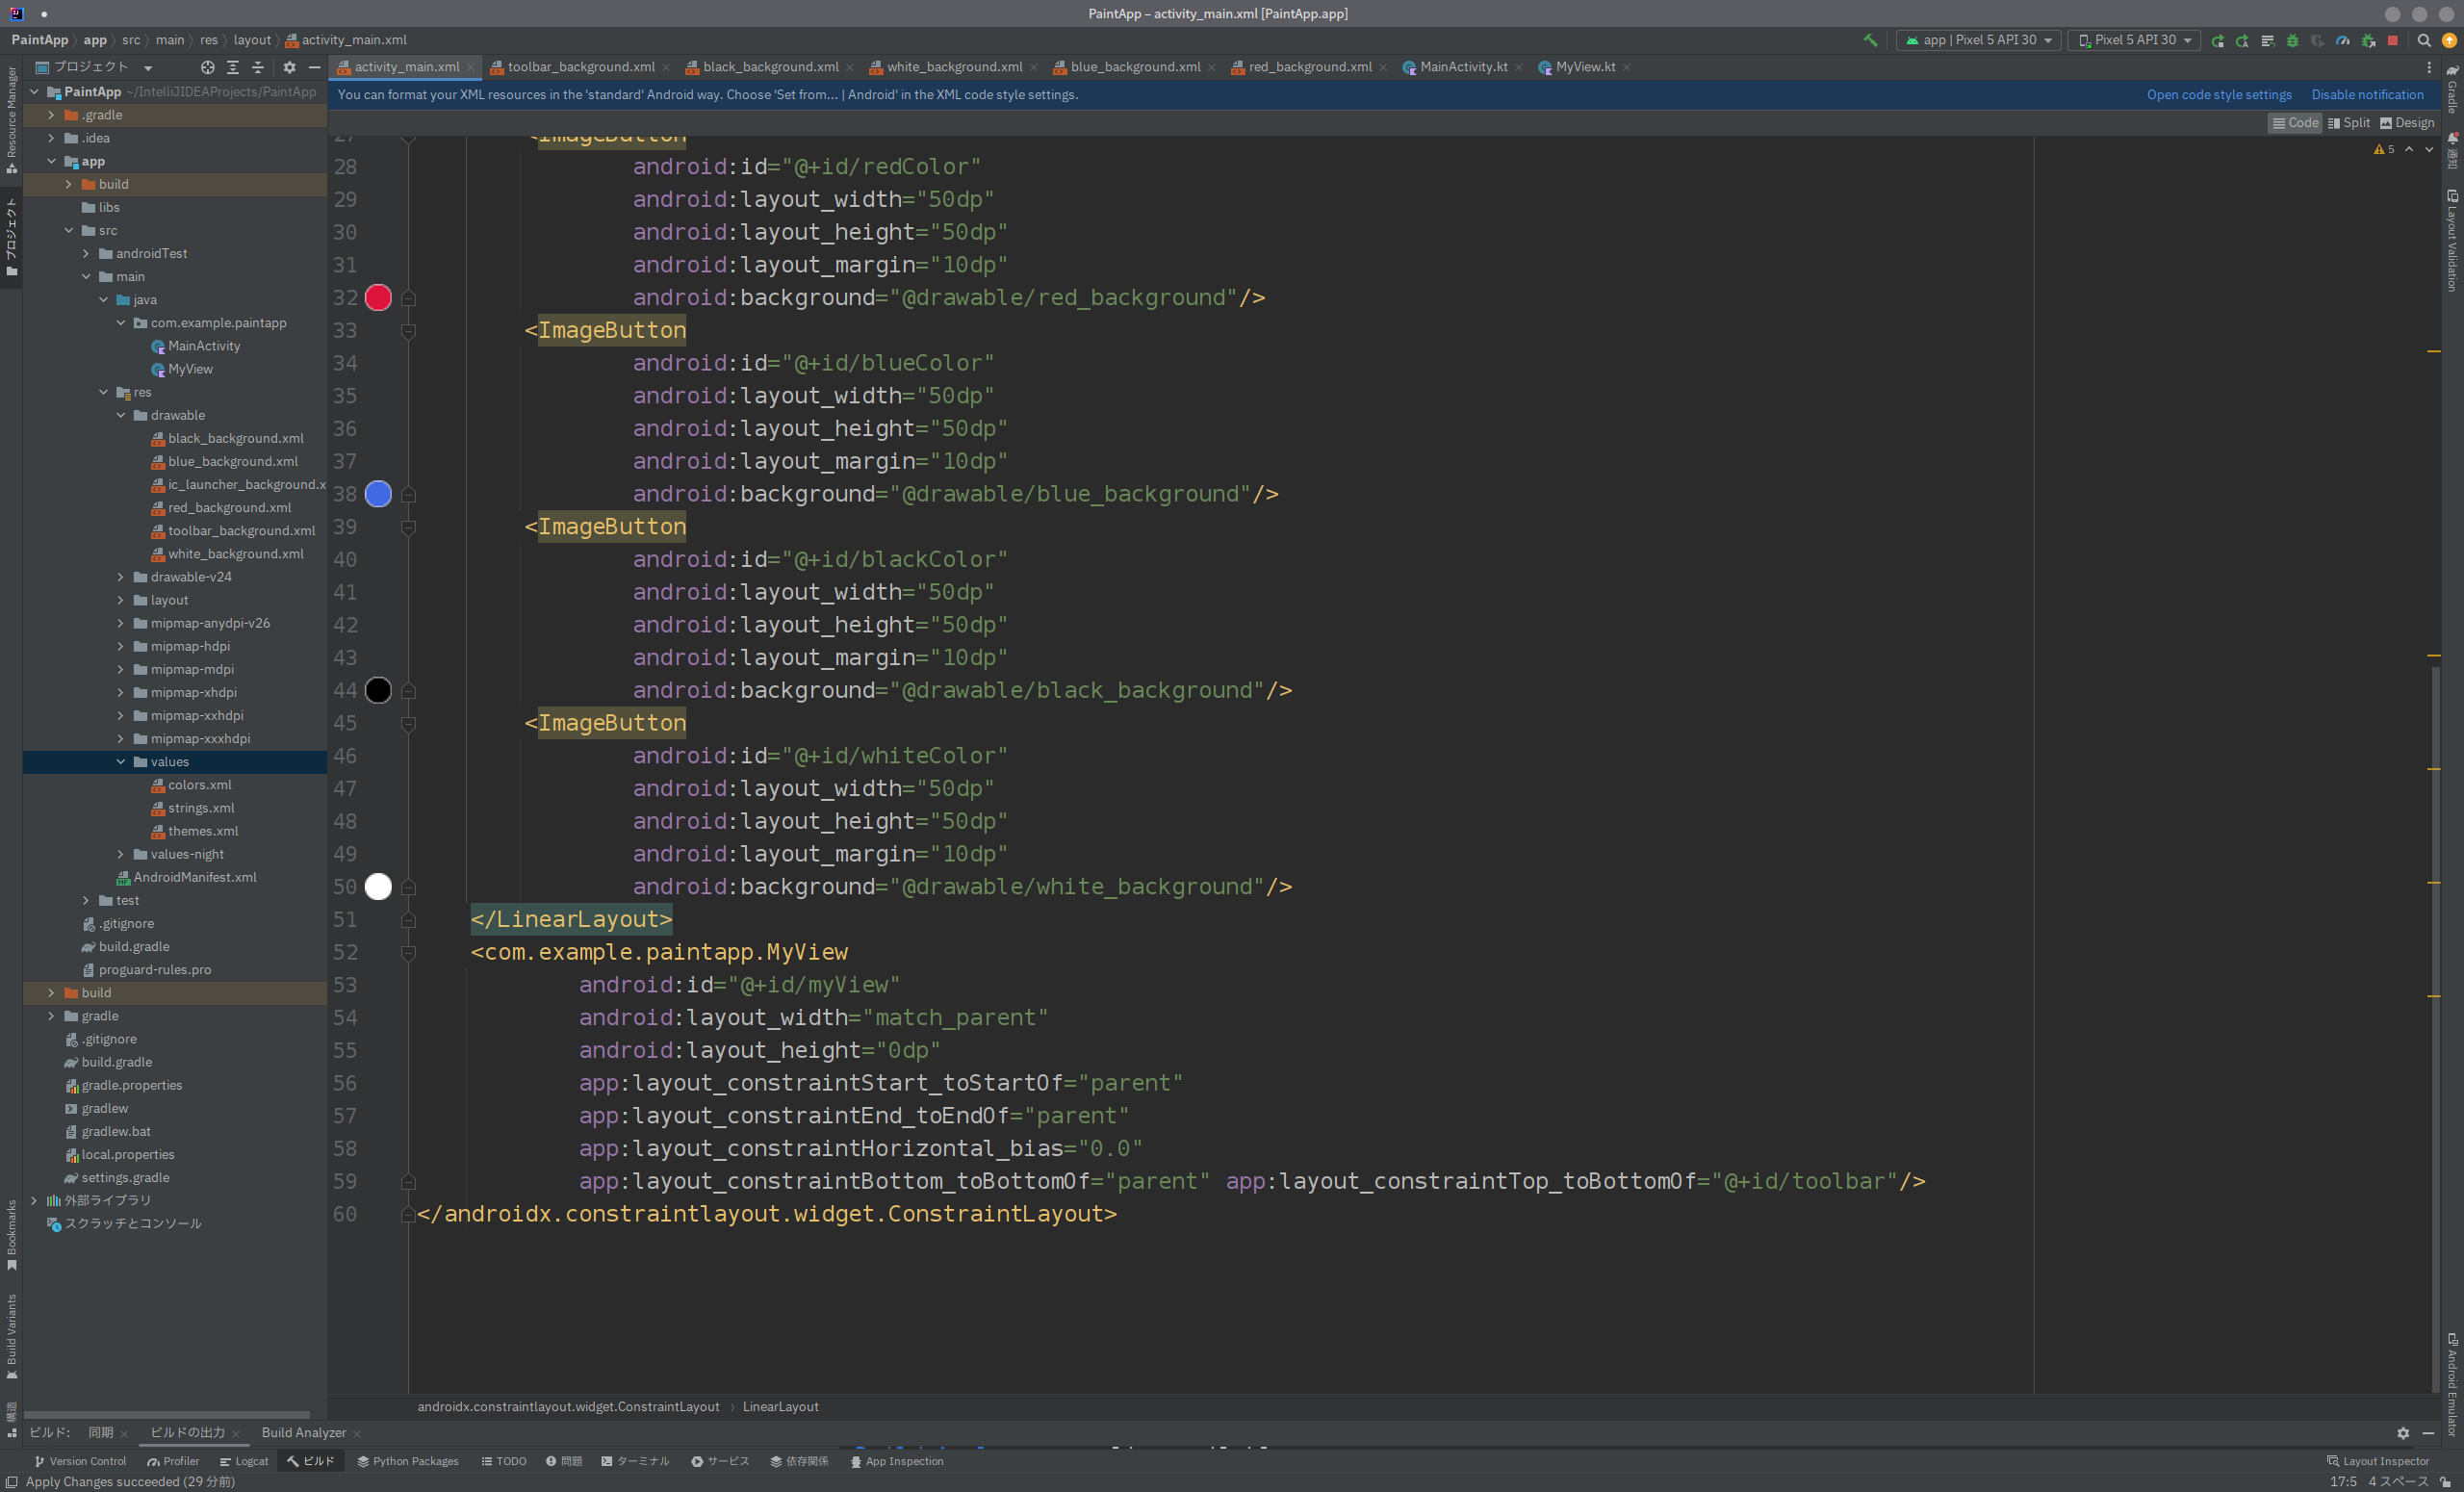 PaintApp – activity_main.xml [PaintApp.app]
PaintApp 〉 app 〉 src 〉 main 〉 res 〉 layout 〉 activity_main.xml
app | Pixel 5 API 30
Pixel 5 API 30
プロジェクト
activity_main.xml
toolbar_background.xml
black_background.xml
white_background.xml
blue_background.xml
red_background.xml
MainActivity.kt
MyView.kt
You can format your XML resources in the 'standard' Android way. Choose 'Set from... | Android' in the XML code style settings.
Open code style settings
Disable notification
Code
Split
Design
5
Resource Manager
プロジェクト
Bookmarks
Build Variants
構造
PaintApp ~/IntelliJIDEAProjects/PaintApp
.gradle
.idea
app
build
libs
src
androidTest
main
java
com.example.paintapp
MainActivity
MyView
res
drawable
black_background.xml
blue_background.xml
ic_launcher_background.x
red_background.xml
toolbar_background.xml
white_background.xml
drawable-v24
layout
mipmap-anydpi-v26
mipmap-hdpi
mipmap-mdpi
mipmap-xhdpi
mipmap-xxhdpi
mipmap-xxxhdpi
values
colors.xml
strings.xml
themes.xml
values-night
AndroidManifest.xml
test
.gitignore
build.gradle
proguard-rules.pro
build
gradle
.gitignore
build.gradle
gradle.properties
gradlew
gradlew.bat
local.properties
settings.gradle
外部ライブラリ
スクラッチとコンソール
27 <ImageButton
28 android:id="@+id/redColor"
29 android:layout_width="50dp"
30 android:layout_height="50dp"
31 android:layout_margin="10dp"
32 android:background="@drawable/red_background"/>
33 <ImageButton
34 android:id="@+id/blueColor"
35 android:layout_width="50dp"
36 android:layout_height="50dp"
37 android:layout_margin="10dp"
38 android:background="@drawable/blue_background"/>
39 <ImageButton
40 android:id="@+id/blackColor"
41 android:layout_width="50dp"
42 android:layout_height="50dp"
43 android:layout_margin="10dp"
44 android:background="@drawable/black_background"/>
45 <ImageButton
46 android:id="@+id/whiteColor"
47 android:layout_width="50dp"
48 android:layout_height="50dp"
49 android:layout_margin="10dp"
50 android:background="@drawable/white_background"/>
51 </LinearLayout>
52 <com.example.paintapp.MyView
53 android:id="@+id/myView"
54 android:layout_width="match_parent"
55 android:layout_height="0dp"
56 app:layout_constraintStart_toStartOf="parent"
57 app:layout_constraintEnd_toEndOf="parent"
58 app:layout_constraintHorizontal_bias="0.0"
59 app:layout_constraintBottom_toBottomOf="parent" app:layout_constraintTop_toBottomOf="@+id/toolbar"/>
60 </androidx.constraintlayout.widget.ConstraintLayout>
Gradle
通知
Layout Validation
Android Emulator
androidx.constraintlayout.widget.ConstraintLayout 〉 LinearLayout
ビルド: 同期 ビルドの出力 Build Analyzer
Version Control Profiler Logcat ビルド Python Packages TODO 問題 ターミナル サービス 依存関係 App Inspection Layout Inspector
Apply Changes succeeded (29 分前)
17:5 4 スペース